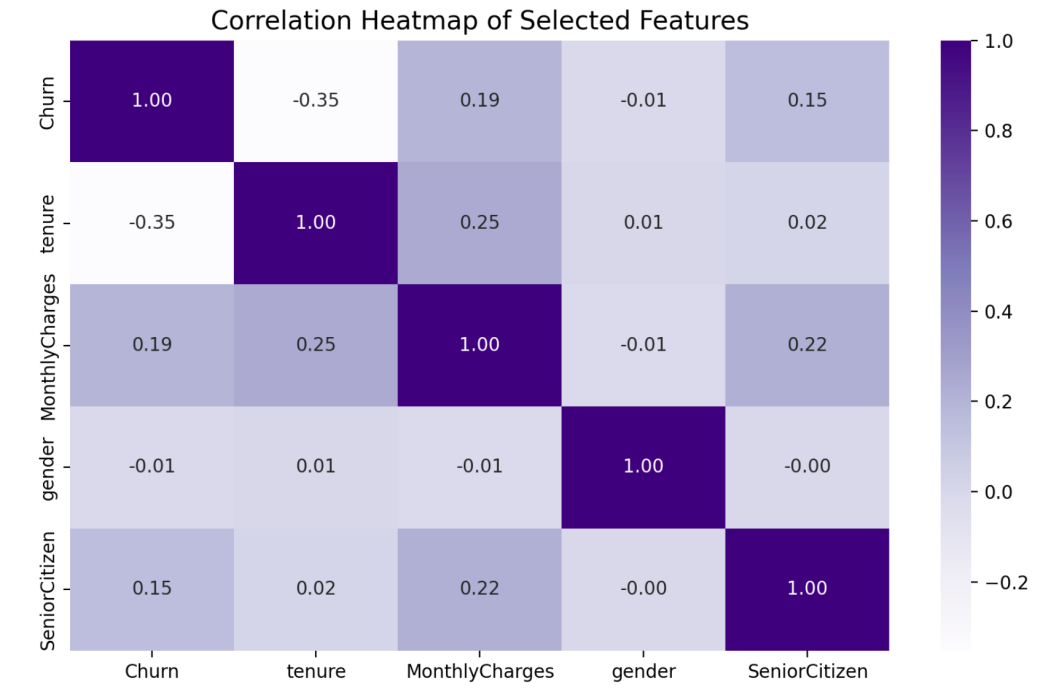 Correlation Heatmap of Selected Features
Churn 1.00 -0.35 0.19 -0.01 0.15
tenure -0.35 1.00 0.25 0.01 0.02
MonthlyCharges 0.19 0.25 1.00 -0.01 0.22
gender -0.01 0.01 -0.01 1.00 -0.00
SeniorCitizen 0.15 0.02 0.22 -0.00 1.00
Churn tenure MonthlyCharges gender SeniorCitizen
1.0
0.8
0.6
0.4
0.2
0.0
−0.2